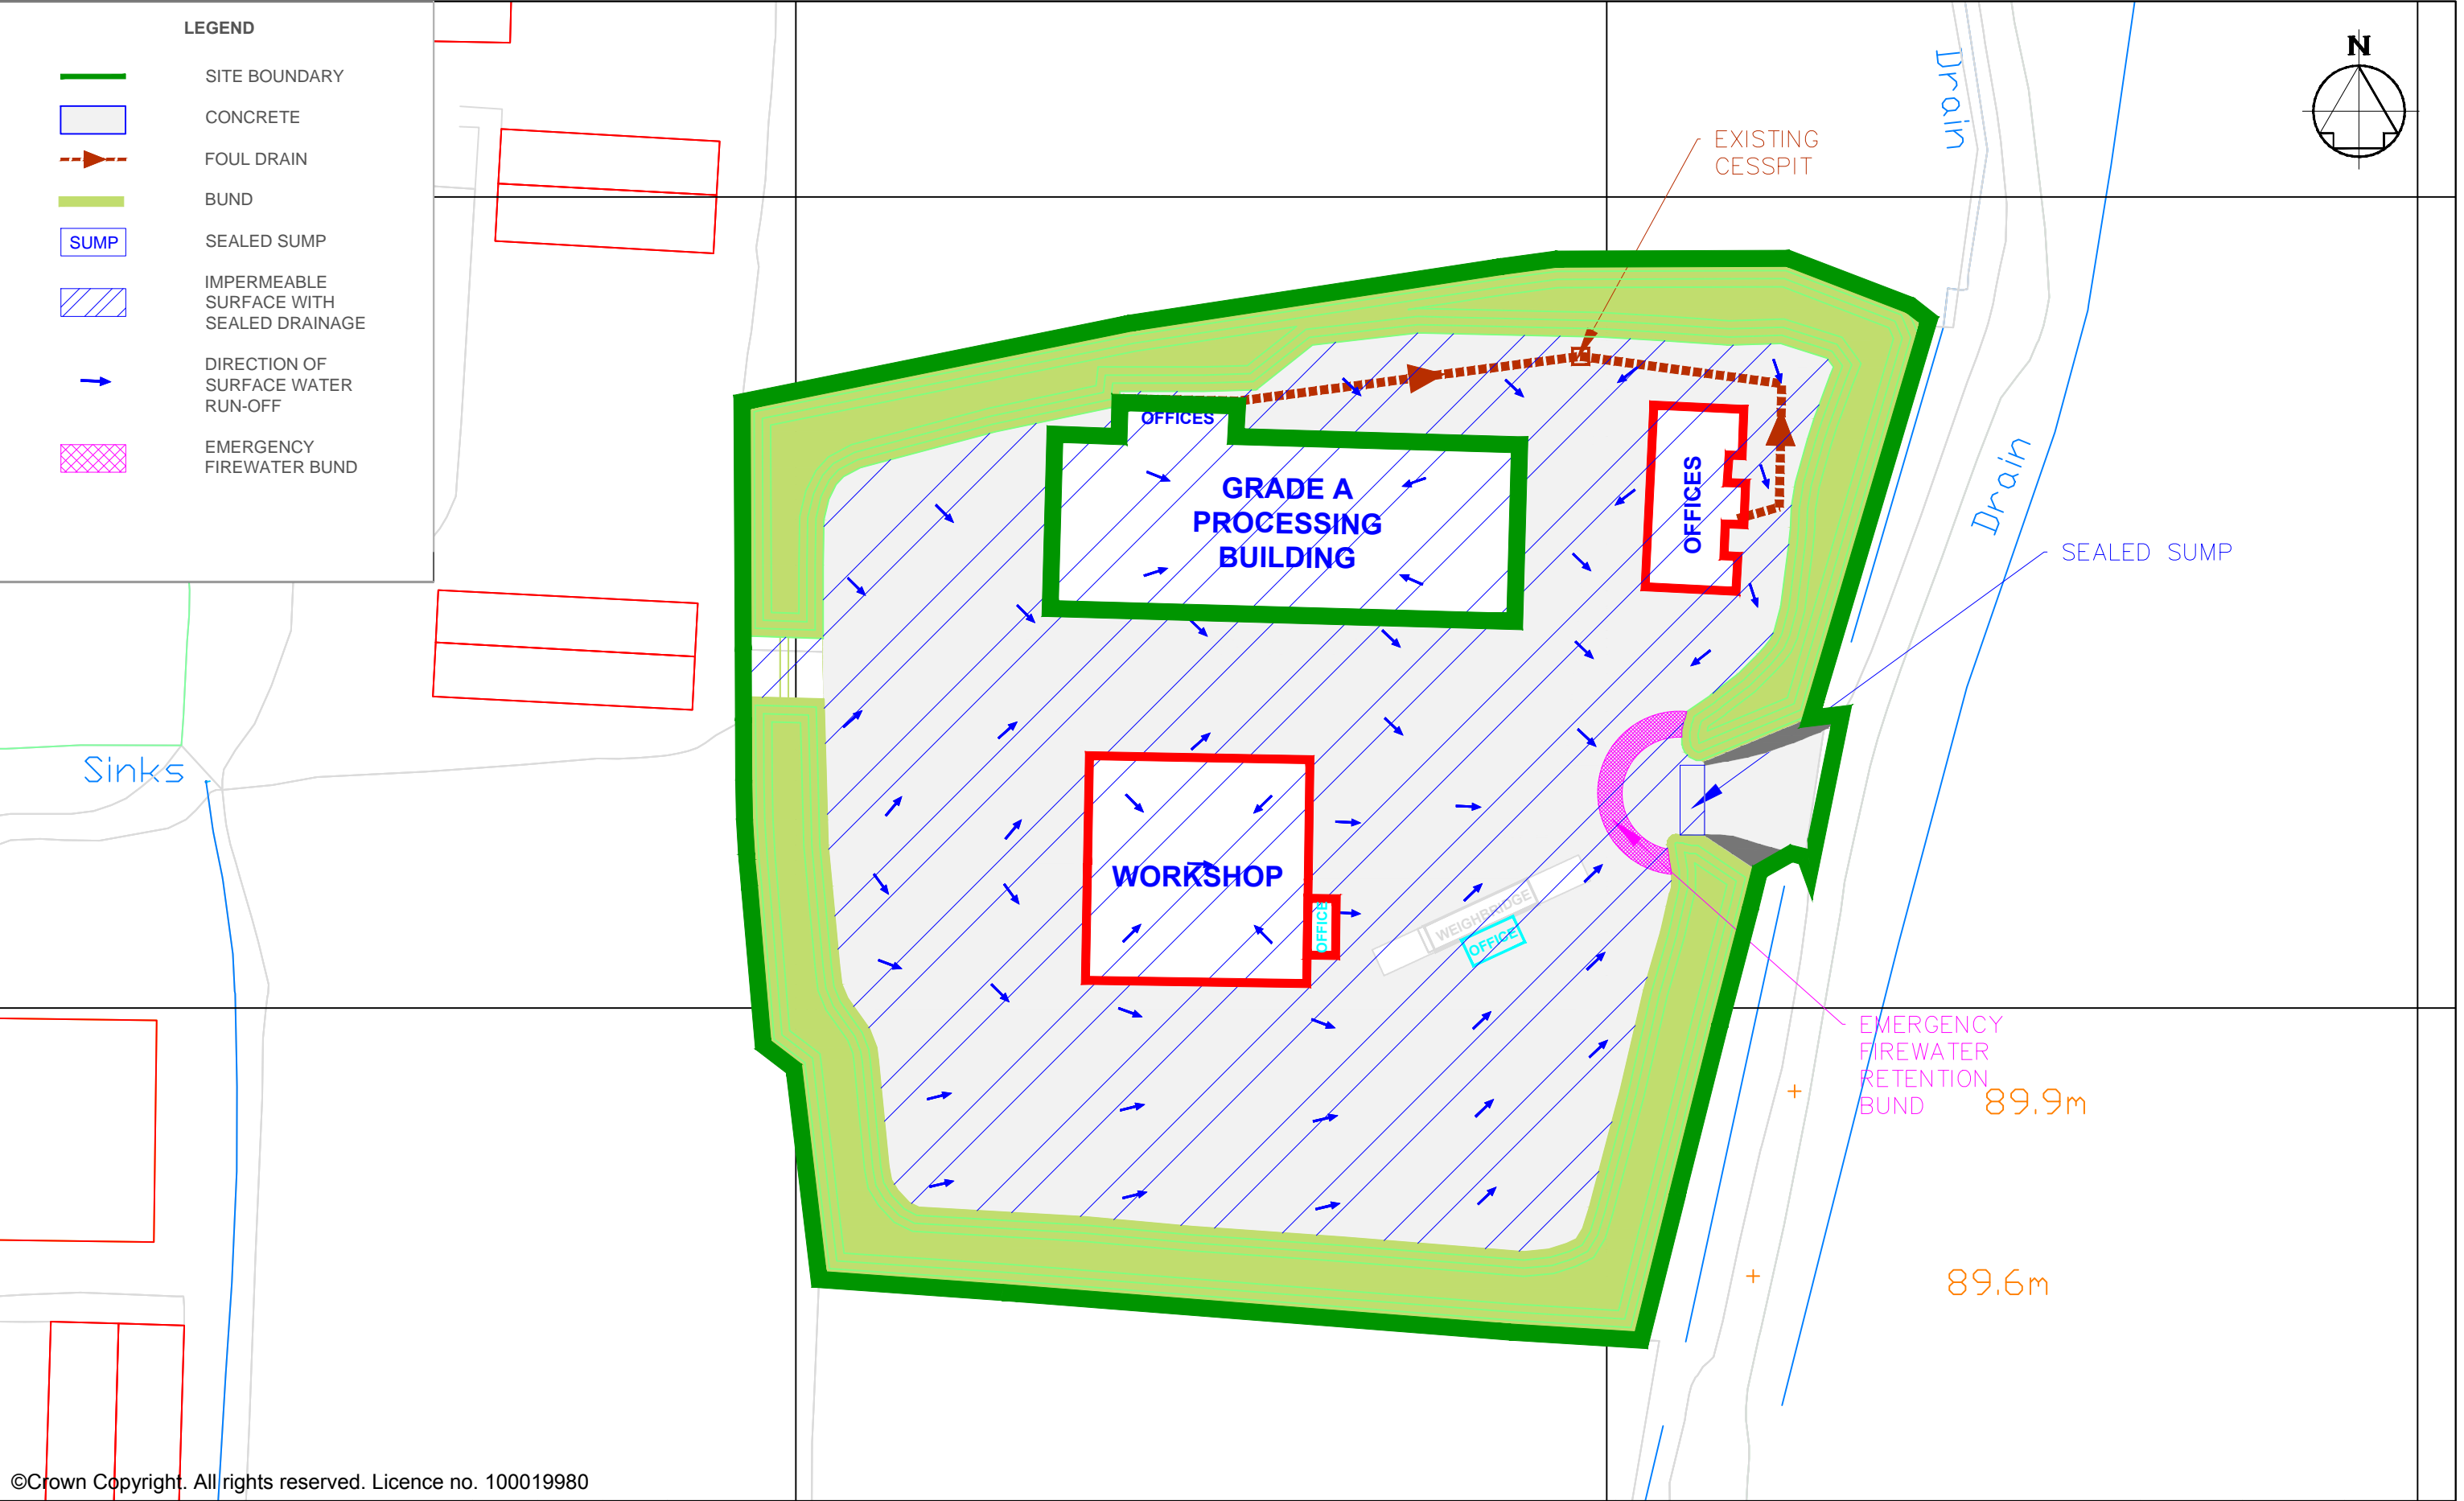 LEGEND
SITE BOUNDARY
CONCRETE
FOUL DRAIN
BUND
SUMP
SEALED SUMP
IMPERMEABLE
SURFACE WITH
SEALED DRAINAGE
DIRECTION OF
SURFACE WATER
RUN-OFF
EMERGENCY
FIREWATER BUND
N
Drain
EXISTING
CESSPIT
OFFICES
GRADE A
PROCESSING
BUILDING
OFFICES
Drain
SEALED SUMP
Sinks
WORKSHOP
OFFICE
WEIGHBRIDGE
OFFICE
EMERGENCY
FIREWATER
RETENTION
BUND
89.9m
89.6m
©Crown Copyright. All rights reserved. Licence no. 100019980